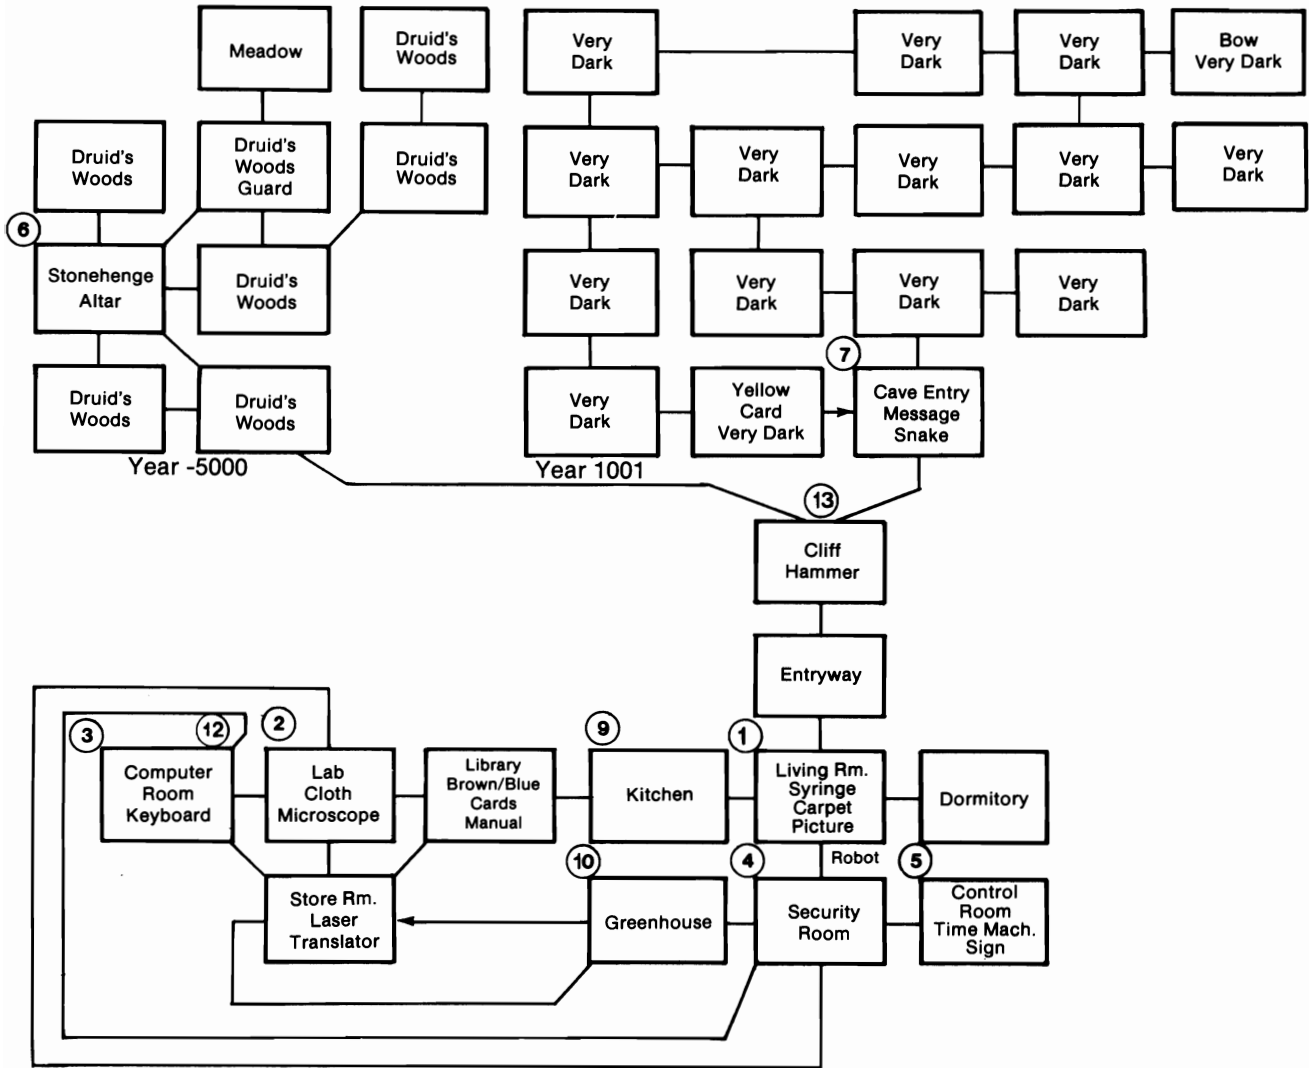 Meadow
Druid's
Woods
Very
Dark
Very
Dark
Very
Dark
Bow
Very Dark
Druid's
Woods
Druid's
Woods
Guard
Druid's
Woods
Very
Dark
Very
Dark
Very
Dark
Very
Dark
Very
Dark
6
Stonehenge
Altar
Druid's
Woods
Very
Dark
Very
Dark
Very
Dark
Very
Dark
7
Druid's
Woods
Druid's
Woods
Very
Dark
Yellow
Card
Very Dark
Cave Entry
Message
Snake
Year -5000
Year 1001
13
Cliff
Hammer
Entryway
3
12
2
9
1
Computer
Room
Keyboard
Lab
Cloth
Microscope
Library
Brown/Blue
Cards
Manual
Kitchen
Living Rm.
Syringe
Carpet
Picture
Dormitory
10
4
Robot
5
Store Rm.
Laser
Translator
Greenhouse
Security
Room
Control
Room
Time Mach.
Sign